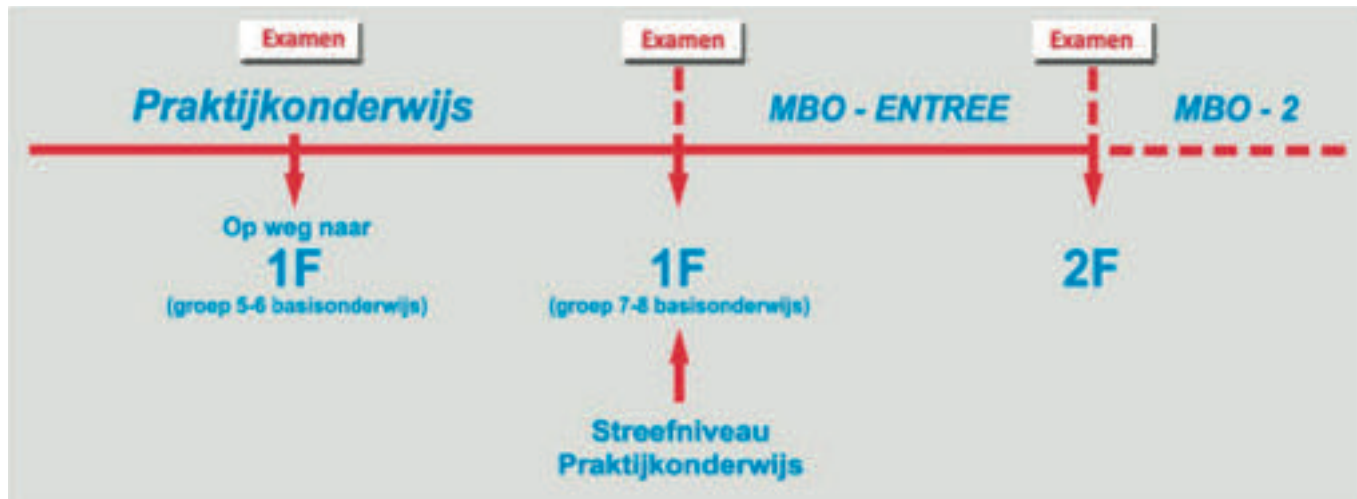 Examen
Examen
Examen
Praktijkonderwijs
MBO - ENTREE
MBO - 2
Op weg naar
1F
(groep 5-6 basisonderwijs)
1F
(groep 7-8 basisonderwijs)
2F
Streefniveau
Praktijkonderwijs